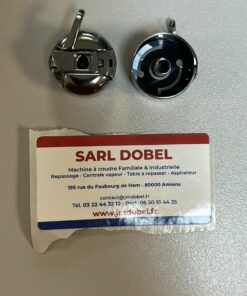 SARL DOBEL
Machine à coudre Familiale & Industrielle
Repassage - Centrale vapeur - Table à repasser - Aspirateur
195 rue du Faubourg de Hem - 80000 Amiens
contact@jmdobel.fr
Tél. 03 22 44 32 12 - Port. 06 50 51 44 35
www.jmdobel.fr